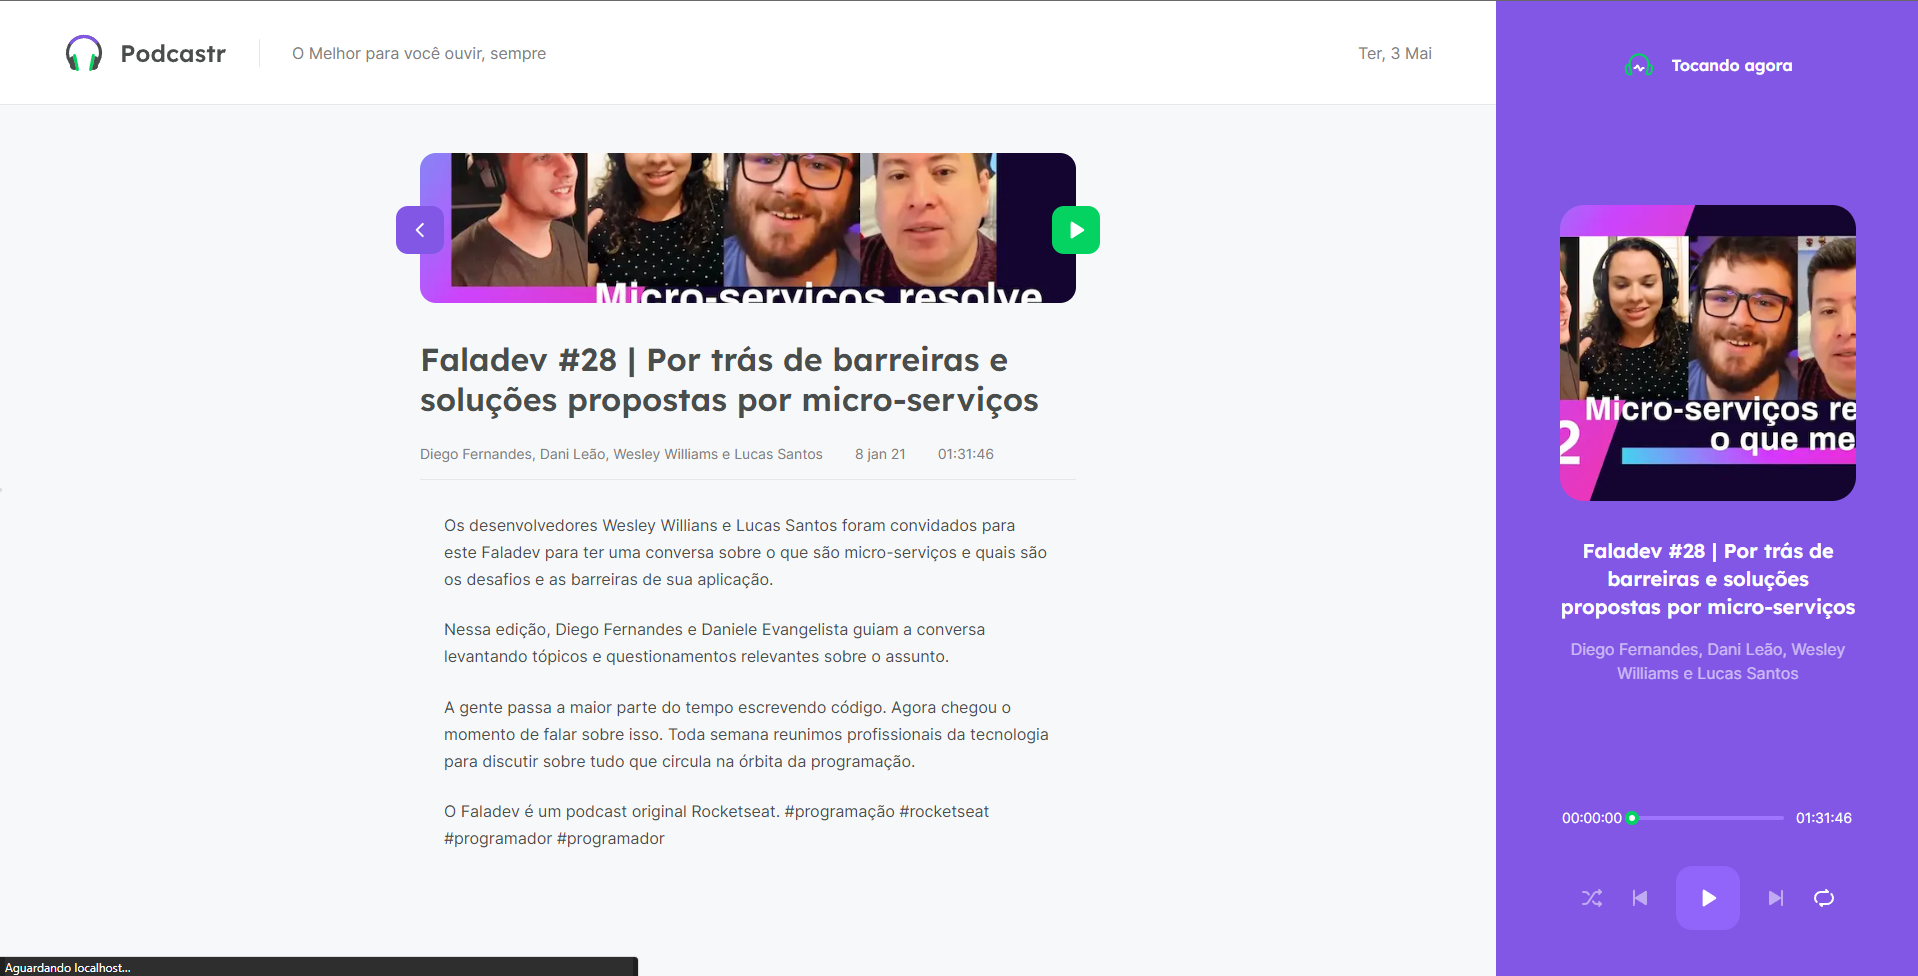 Podcastr
O Melhor para você ouvir, sempre
Ter, 3 Mai
Micro-serviços resolve
Faladev #28 | Por trás de barreiras e
soluções propostas por micro-serviços
Diego Fernandes, Dani Leão, Wesley Williams e Lucas Santos 8 jan 21 01:31:46
Os desenvolvedores Wesley Willians e Lucas Santos foram convidados para
este Faladev para ter uma conversa sobre o que são micro-serviços e quais são
os desafios e as barreiras de sua aplicação.
Nessa edição, Diego Fernandes e Daniele Evangelista guiam a conversa
levantando tópicos e questionamentos relevantes sobre o assunto.
A gente passa a maior parte do tempo escrevendo código. Agora chegou o
momento de falar sobre isso. Toda semana reunimos profissionais da tecnologia
para discutir sobre tudo que circula na órbita da programação.
O Faladev é um podcast original Rocketseat. #programação #rocketseat
#programador #programador
Aguardando localhost...
Tocando agora
Micro-serviços re
2 o que me
Faladev #28 | Por trás de
barreiras e soluções
propostas por micro-serviços
Diego Fernandes, Dani Leão, Wesley
Williams e Lucas Santos
00:00:00 01:31:46